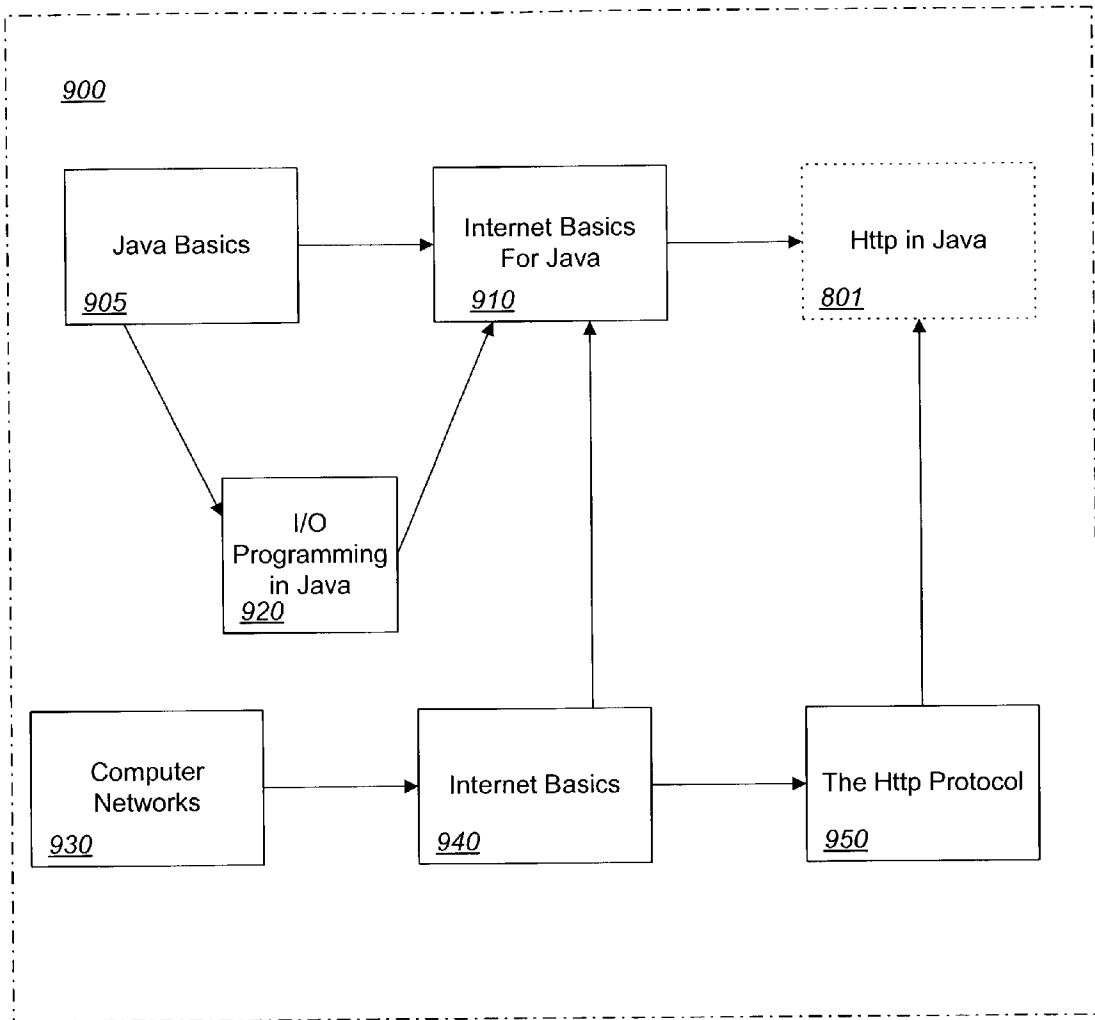 900
Java Basics
905
Internet Basics
For Java
910
Http in Java
801
I/O
Programming
in Java
920
Computer
Networks
930
Internet Basics
940
The Http Protocol
950